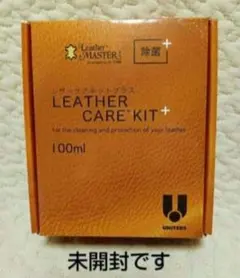 Leather
MASTER
除菌+
レザーケアキットプラス
LEATHER
CARE KIT+
for the cleaning and protection of your leather
100ml
UNITERS
未開封です